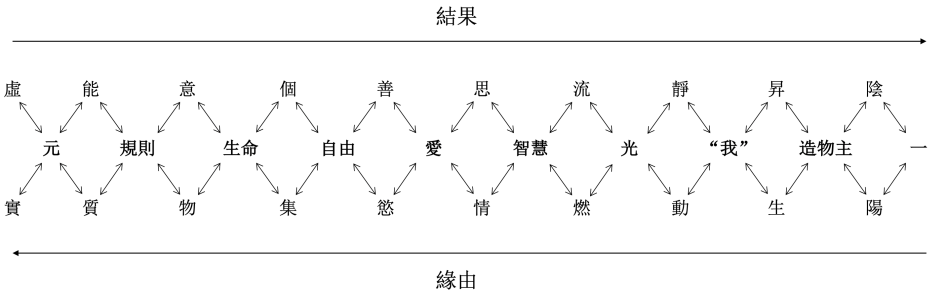 結果
虛 能 意 個 善 思 流 靜 昇 陰
元 規則 生命 自由 愛 智慧 光 “我” 造物主 一
實 質 物 集 慾 情 燃 動 生 陽
緣由